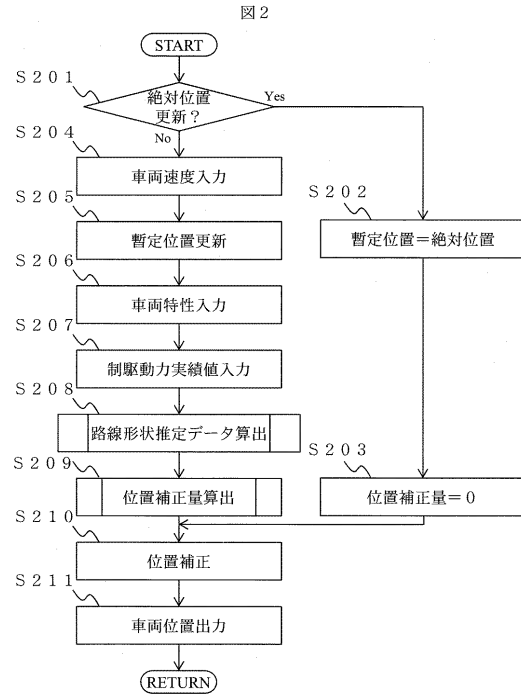 図２
START
Ｓ２０１
絶対位置
更新？
Yes
No
Ｓ２０４
車両速度入力
Ｓ２０２
暫定位置＝絶対位置
Ｓ２０５
暫定位置更新
Ｓ２０６
車両特性入力
Ｓ２０７
制駆動力実績値入力
Ｓ２０８
路線形状推定データ算出
Ｓ２０３
位置補正量＝０
Ｓ２０９
位置補正量算出
Ｓ２１０
位置補正
Ｓ２１１
車両位置出力
RETURN